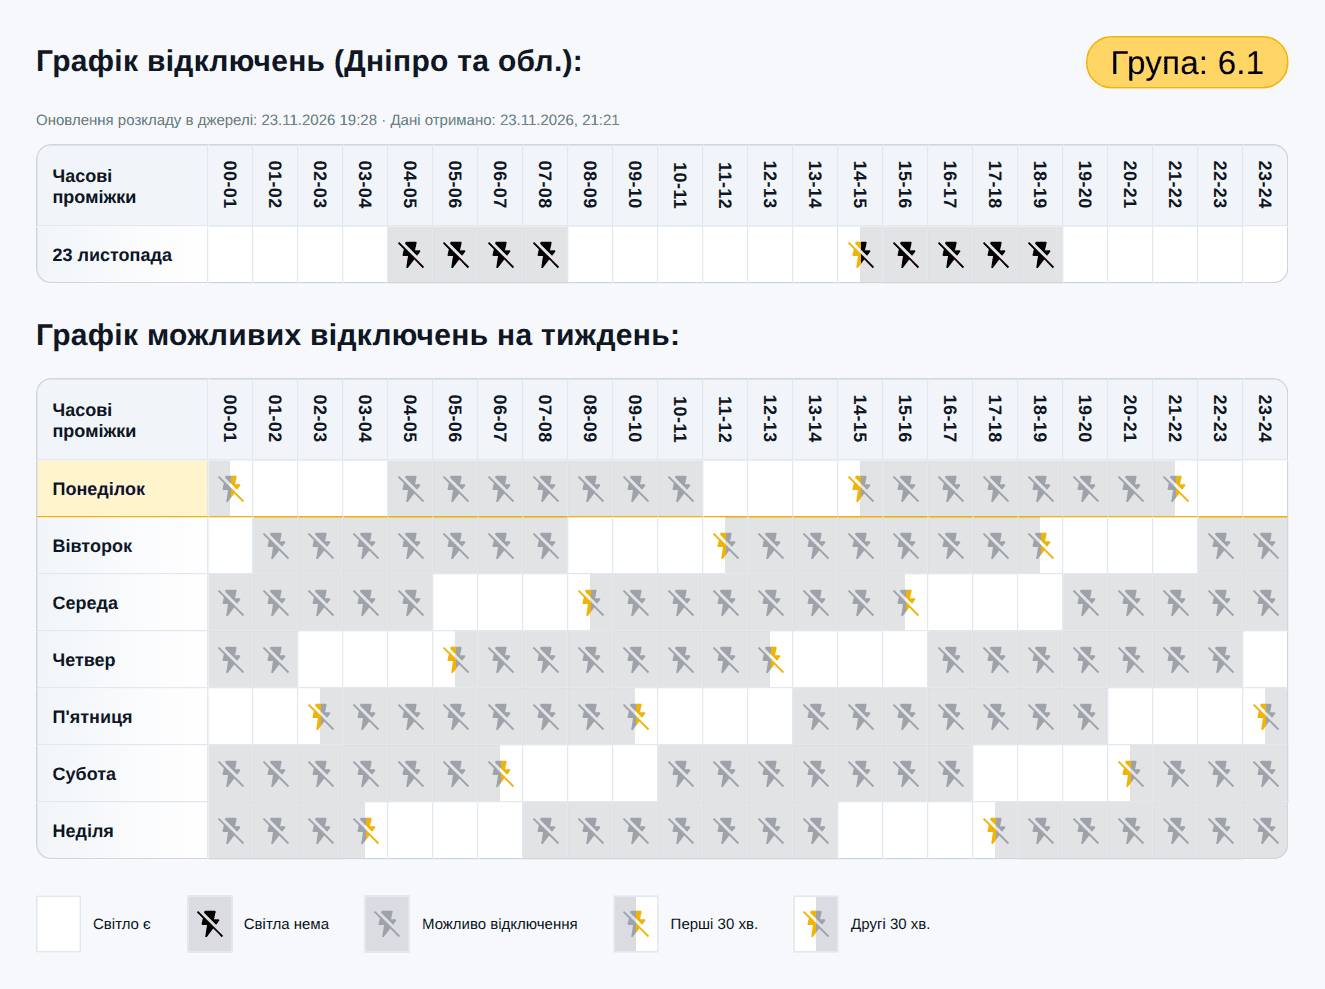 Графік відключень (Дніпро та обл.):
Група: 6.1
Оновлення розкладу в джерелі: 23.11.2026 19:28 · Дані отримано: 23.11.2026, 21:21
Часові проміжки 00-01 01-02 02-03 03-04 04-05 05-06 06-07 07-08 08-09 09-10 10-11 11-12 12-13 13-14 14-15 15-16 16-17 17-18 18-19 19-20 20-21 21-22 22-23 23-24
23 листопада
Графік можливих відключень на тиждень:
Часові проміжки 00-01 01-02 02-03 03-04 04-05 05-06 06-07 07-08 08-09 09-10 10-11 11-12 12-13 13-14 14-15 15-16 16-17 17-18 18-19 19-20 20-21 21-22 22-23 23-24
Понеділок
Вівторок
Середа
Четвер
П'ятниця
Субота
Неділя
Світло є Світла нема Можливо відключення Перші 30 хв. Другі 30 хв.